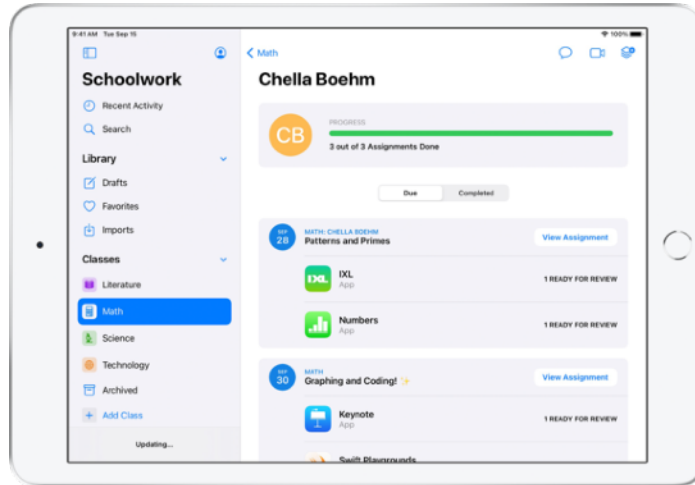 9:41 AM Tue Sep 15
100%
Schoolwork
Recent Activity
Search
Library
Drafts
Favorites
Imports
Classes
Literature
Math
Science
Technology
Archived
Add Class
Updating...
Math
Chella Boehm
CB
PROGRESS
3 out of 3 Assignments Done
Due
Completed
SEP
28
MATH: CHELLA BOEHM
Patterns and Primes
View Assignment
IXL
IXL
App
1 READY FOR REVIEW
Numbers
App
1 READY FOR REVIEW
SEP
30
MATH
Graphing and Coding! ✨
View Assignment
Keynote
App
1 READY FOR REVIEW
Swift Playgrounds